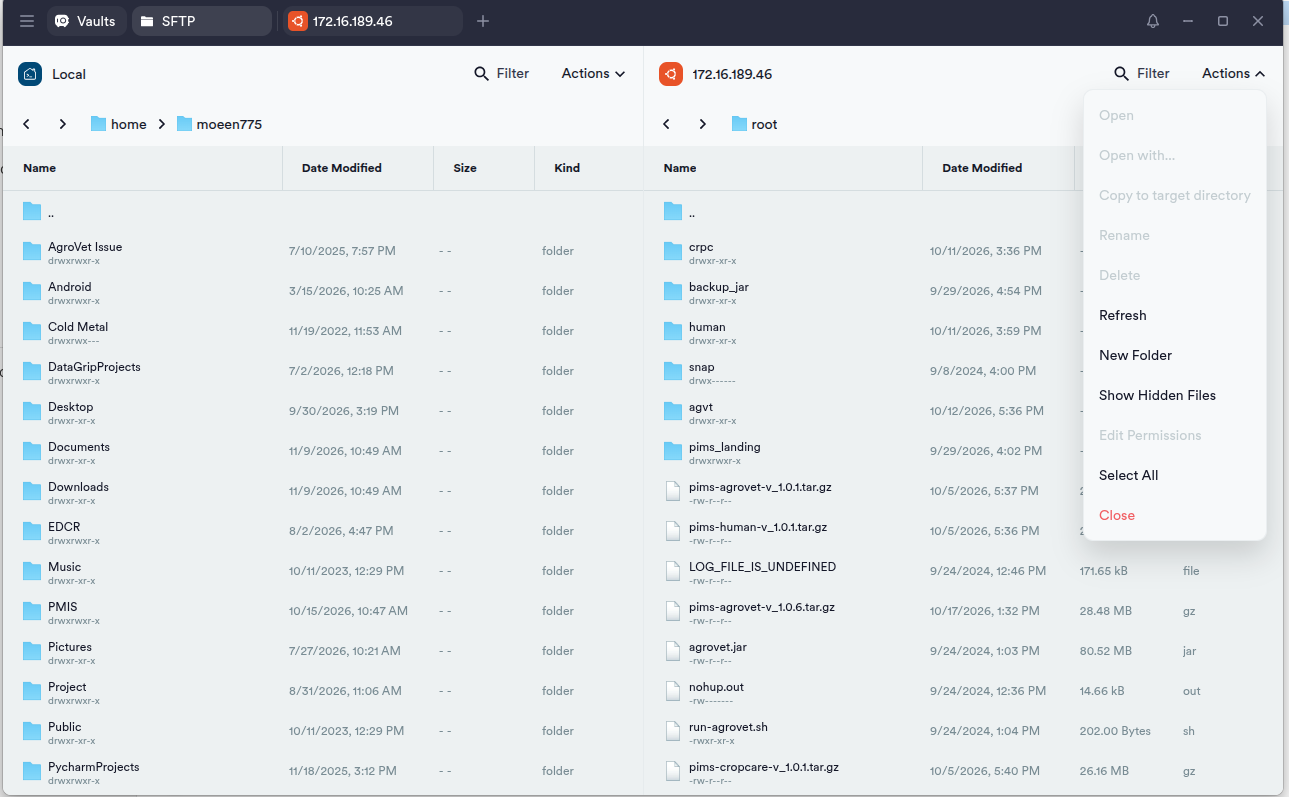 Vaults SFTP 172.16.189.46
Local Filter Actions
172.16.189.46 Filter Actions
home moeen775
root
Name Date Modified Size Kind
Name Date Modified
..
AgroVet Issue 7/10/2025, 7:57 PM - - folder
drwxrwxr-x
Android 3/15/2026, 10:25 AM - - folder
drwxrwxr-x
Cold Metal 11/19/2022, 11:53 AM - - folder
drwxrwx---
DataGripProjects 7/2/2026, 12:18 PM - - folder
drwxrwxr-x
Desktop 9/30/2026, 3:19 PM - - folder
drwxr-xr-x
Documents 11/9/2026, 10:49 AM - - folder
drwxr-xr-x
Downloads 11/9/2026, 10:49 AM - - folder
drwxr-xr-x
EDCR 8/2/2026, 4:47 PM - - folder
drwxrwxr-x
Music 10/11/2023, 12:29 PM - - folder
drwxr-xr-x
PMIS 10/15/2026, 10:47 AM - - folder
drwxrwxr-x
Pictures 7/27/2026, 10:21 AM - - folder
drwxr-xr-x
Project 8/31/2026, 11:06 AM - - folder
drwxrwxr-x
Public 10/11/2023, 12:29 PM - - folder
drwxr-xr-x
PycharmProjects 11/18/2025, 3:12 PM - - folder
drwxrwxr-x
..
crpc 10/11/2026, 3:36 PM
drwxr-xr-x
backup_jar 9/29/2026, 4:54 PM
drwxr-xr-x
human 10/11/2026, 3:59 PM
drwxr-xr-x
snap 9/8/2024, 4:00 PM
drwx------
agvt 10/12/2026, 5:36 PM
drwxr-xr-x
pims_landing 9/29/2026, 4:02 PM
drwxrwxr-x
pims-agrovet-v_1.0.1.tar.gz 10/5/2026, 5:37 PM
-rw-r--r--
pims-human-v_1.0.1.tar.gz 10/5/2026, 5:36 PM
-rw-r--r--
LOG_FILE_IS_UNDEFINED 9/24/2024, 12:46 PM 171.65 kB file
-rw-r--r--
pims-agrovet-v_1.0.6.tar.gz 10/17/2026, 1:32 PM 28.48 MB gz
-rw-r--r--
agrovet.jar 9/24/2024, 1:03 PM 80.52 MB jar
-rw-r--r--
nohup.out 9/24/2024, 12:36 PM 14.66 kB out
-rw-------
run-agrovet.sh 9/24/2024, 1:04 PM 202.00 Bytes sh
-rwxr-xr-x
pims-cropcare-v_1.0.1.tar.gz 10/5/2026, 5:40 PM 26.16 MB gz
-rw-r--r--
Open
Open with...
Copy to target directory
Rename
Delete
Refresh
New Folder
Show Hidden Files
Edit Permissions
Select All
Close